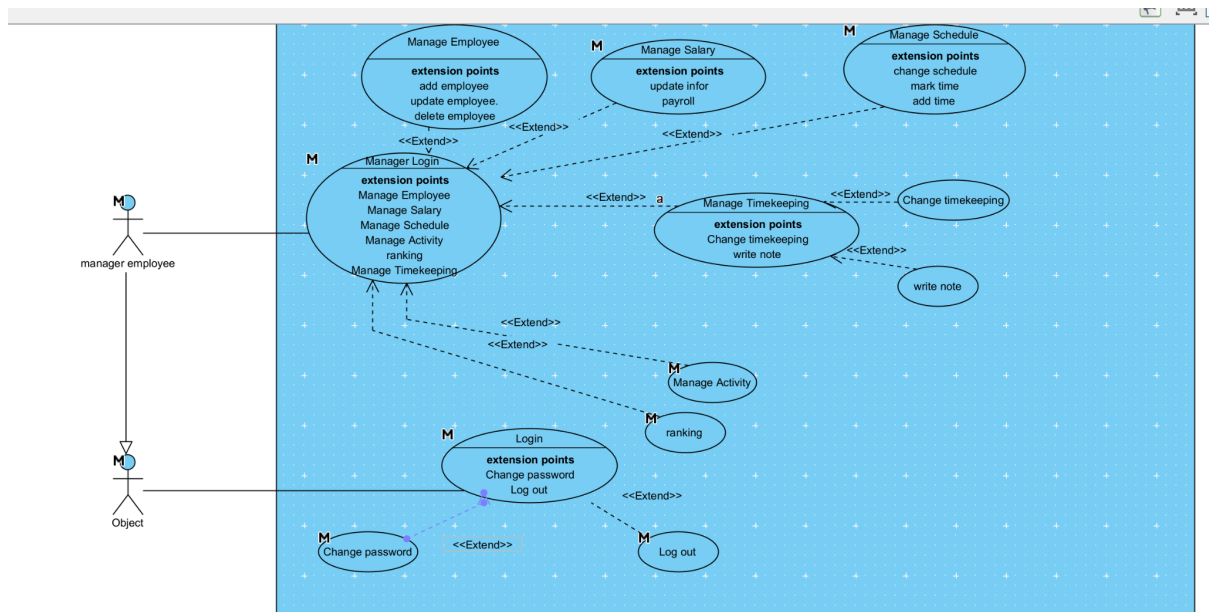 Manage Employee
extension points
add employee
update employee.
delete employee
M
Manage Salary
extension points
update infor
payroll
M
Manage Schedule
extension points
change schedule
mark time
add time
<<Extend>>
<<Extend>>
<<Extend>>
M
Manager Login
extension points
Manage Employee
Manage Salary
Manage Schedule
Manage Activity
ranking
Manage Timekeeping
<<Extend>>
a
Manage Timekeeping
extension points
Change timekeeping
write note
<<Extend>>
Change timekeeping
<<Extend>>
write note
M
manager employee
<<Extend>>
<<Extend>>
M
Manage Activity
M
ranking
M
Login
extension points
Change password
Log out
M
Object
<<Extend>>
<<Extend>>
M
Change password
M
Log out